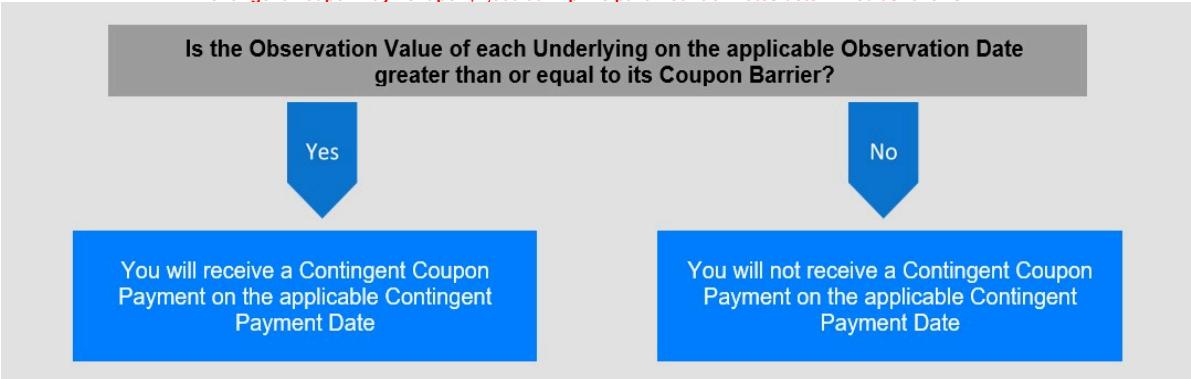 Is the Observation Value of each Underlying on the applicable Observation Date
greater than or equal to its Coupon Barrier?
Yes
No
You will receive a Contingent Coupon
Payment on the applicable Contingent
Payment Date
You will not receive a Contingent Coupon
Payment on the applicable Contingent
Payment Date